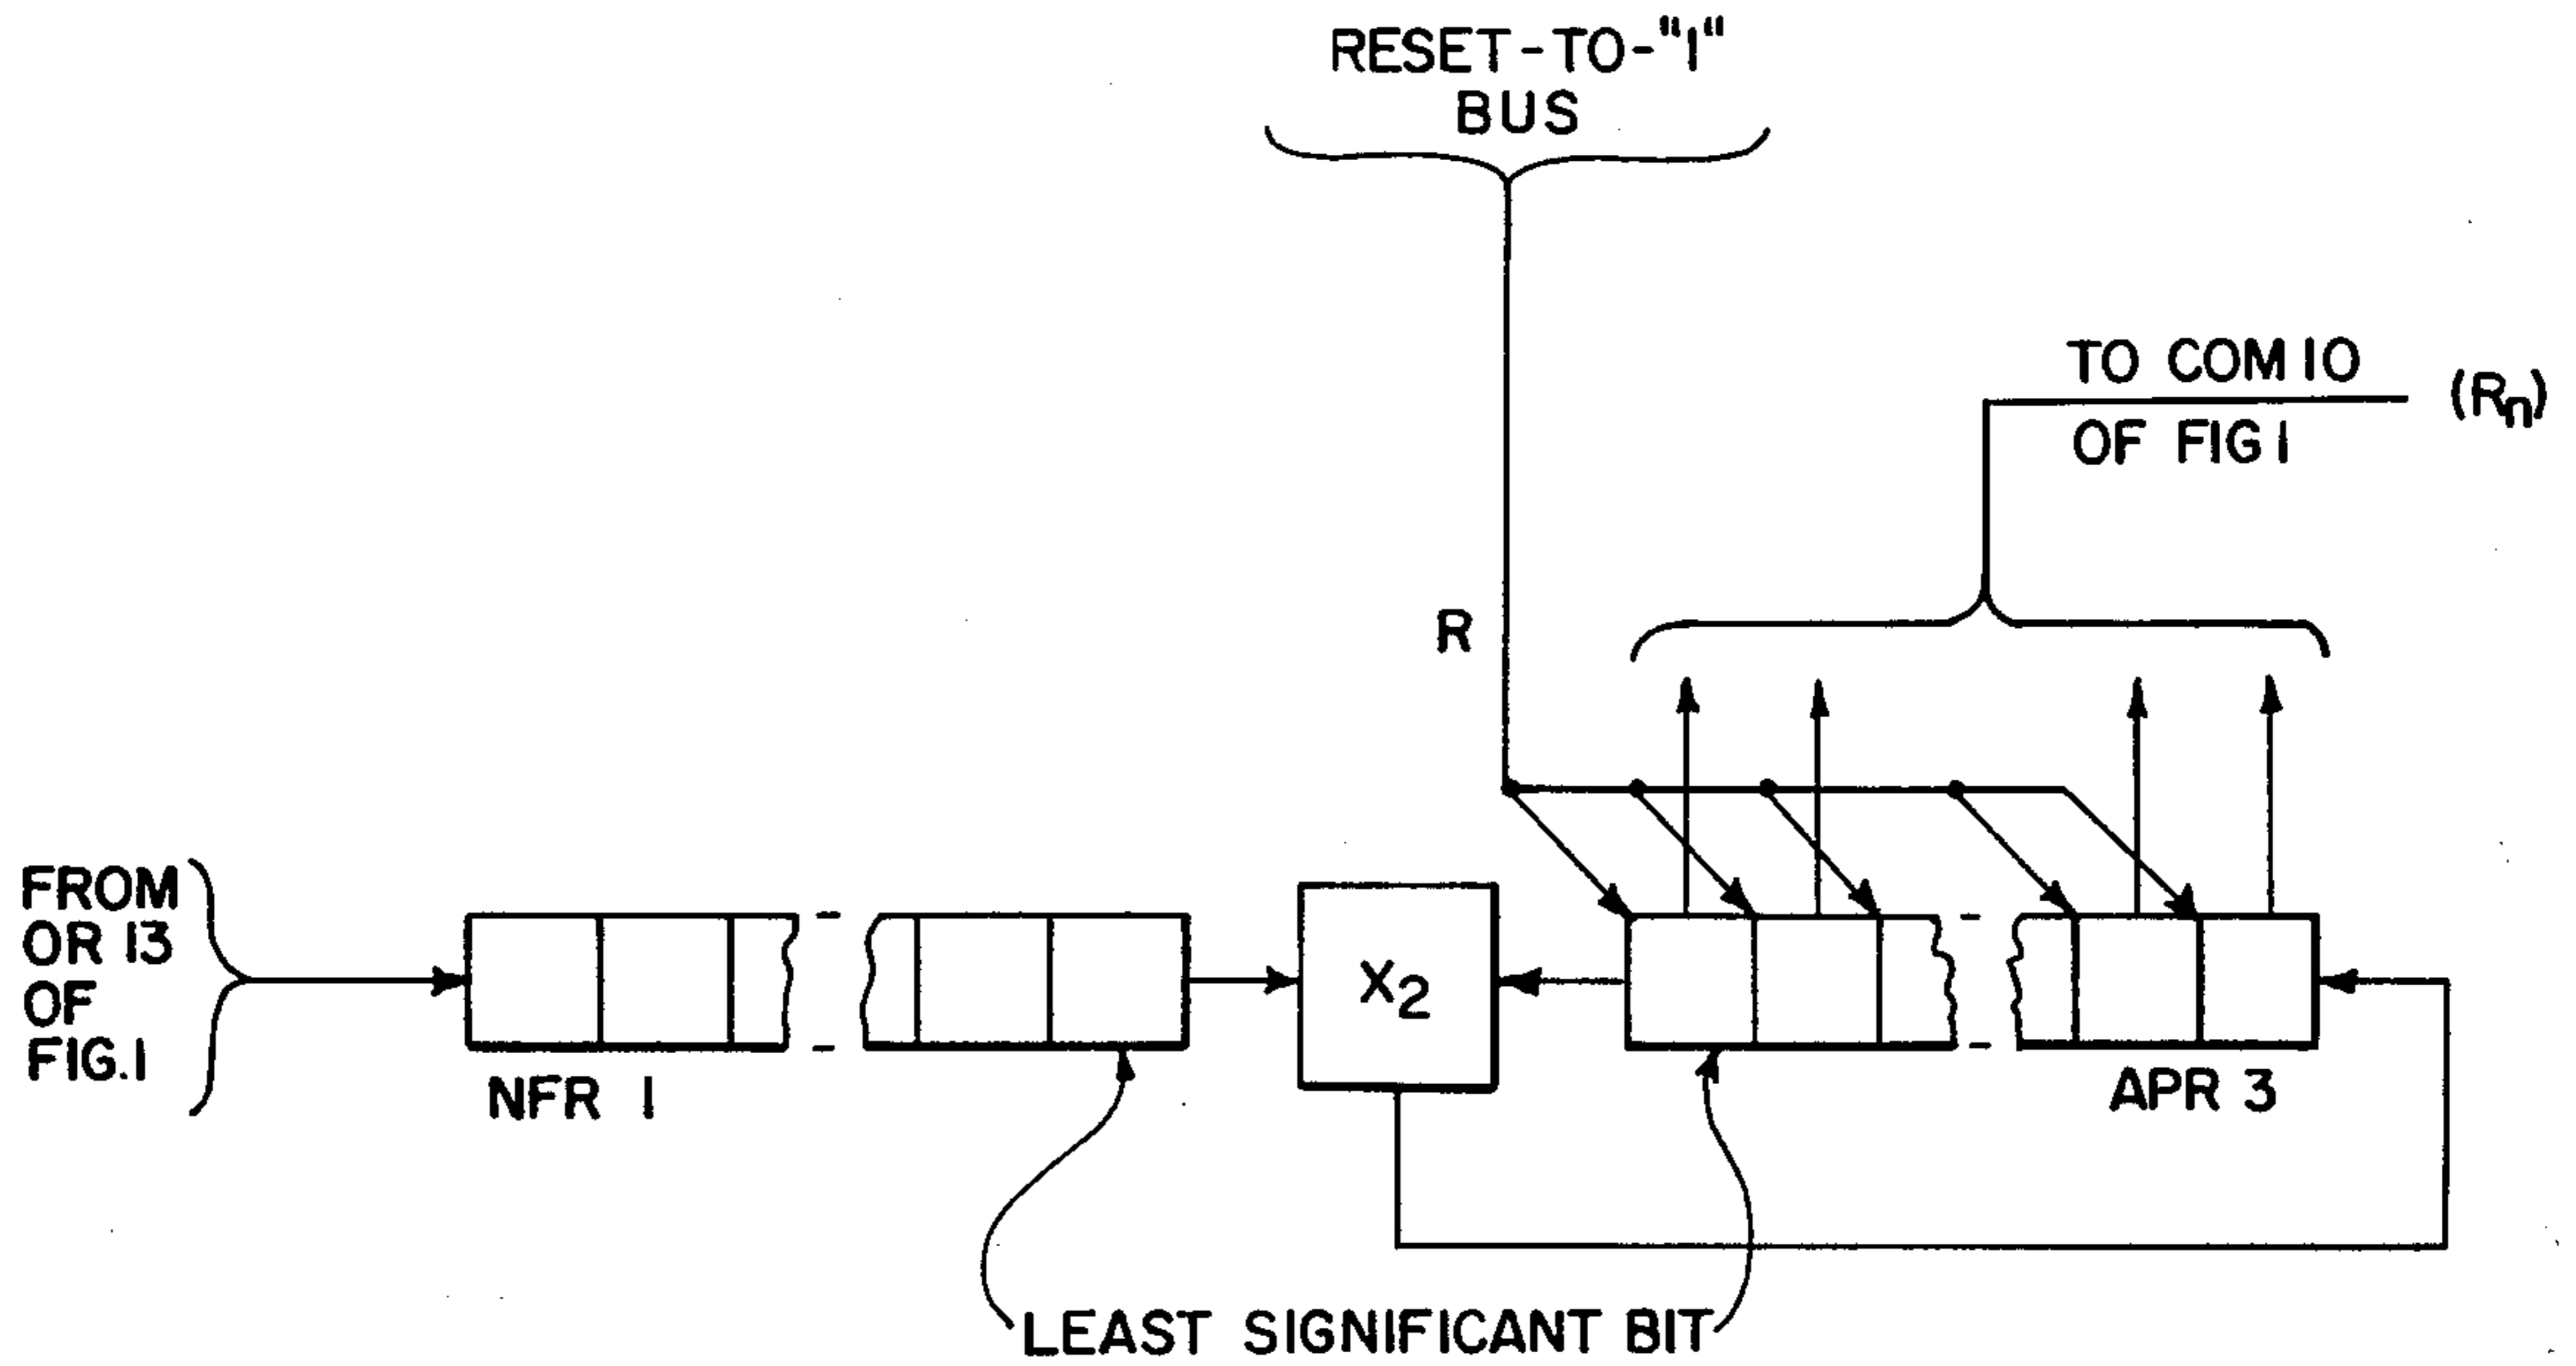 RESET-TO-"1"
BUS
TO COM 10
(Rn)
OF FIG 1
R
FROM
OR 13
OF
FIG.1
X2
NFR 1
APR 3
LEAST SIGNIFICANT BIT